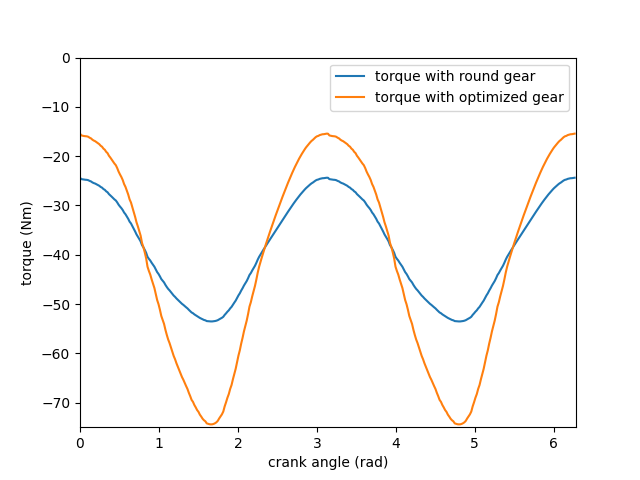 torque with round gear
torque with optimized gear
0
−10
−20
−30
−40
−50
−60
−70
torque (Nm)
0 1 2 3 4 5 6
crank angle (rad)